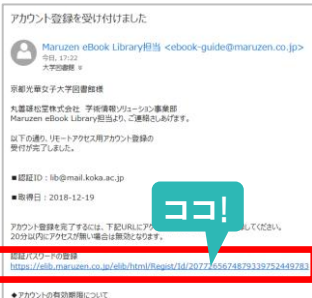 アカウント登録を受け付けました
Maruzen eBook Library担当 <ebook-guide@maruzen.co.jp>
今日, 17:22
大学図書館
京都光華女子大学図書館様
丸善雄松堂株式会社 学術情報ソリューション事業部
Maruzen eBook Library担当より、ご連絡さしあげます。
以下の通り、リモートアクセス用アカウント登録の
受付が完了しました。
■認証ID:lib@mail.koka.ac.jp
■取得日:2018-12-19
ココ!
アカウント登録を完了するには、下記URLにアク してください。
20分以内にアクセスが無い場合は無効となります。
認証パスワードの登録
https://elib.maruzen.co.jp/elib/html/Regist/Id/2077265674879339752449783
◆アカウントの有効期限について